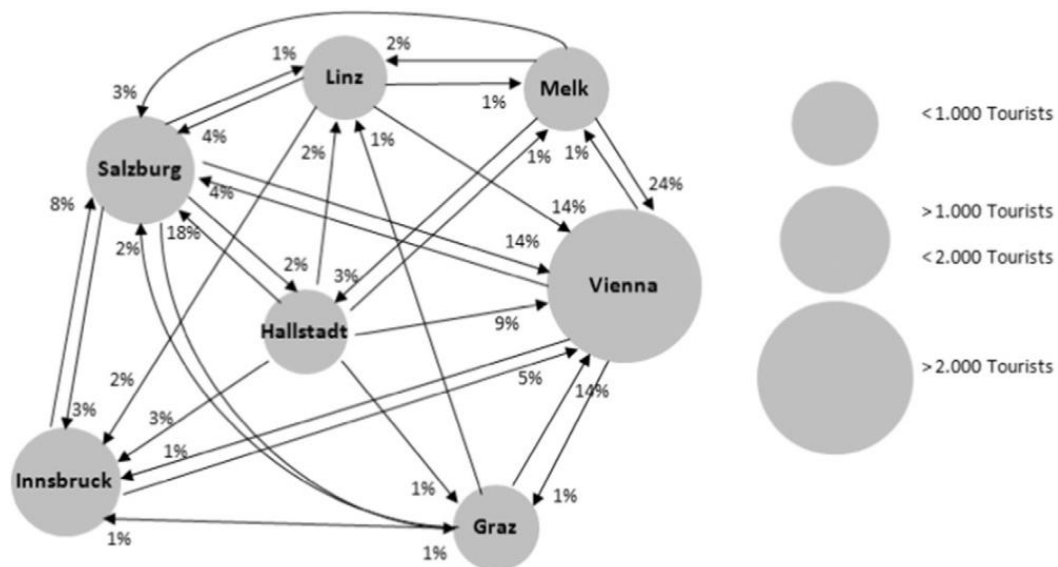 2%
1%
Linz
Melk
3%
1%
4%
1%
2%
1%
1%
Salzburg
24%
8%
4%
14%
18%
14%
2%
2%
3%
Vienna
Hallstadt
9%
5%
2%
14%
3%
3%
1%
Innsbruck
1%
1%
Graz
1%
1%
< 1.000 Tourists
> 1.000 Tourists
< 2.000 Tourists
> 2.000 Tourists